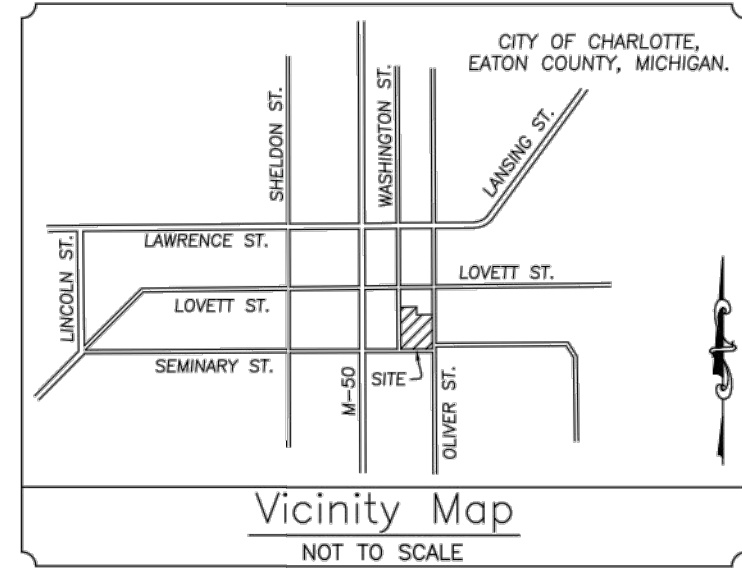 CITY OF CHARLOTTE,
EATON COUNTY, MICHIGAN.
SHELDON ST.
WASHINGTON ST.
LANSING ST.
LINCOLN ST.
LAWRENCE ST.
LOVETT ST.
LOVETT ST.
SEMINARY ST.
M-50
SITE
OLIVER ST.
Vicinity Map
NOT TO SCALE